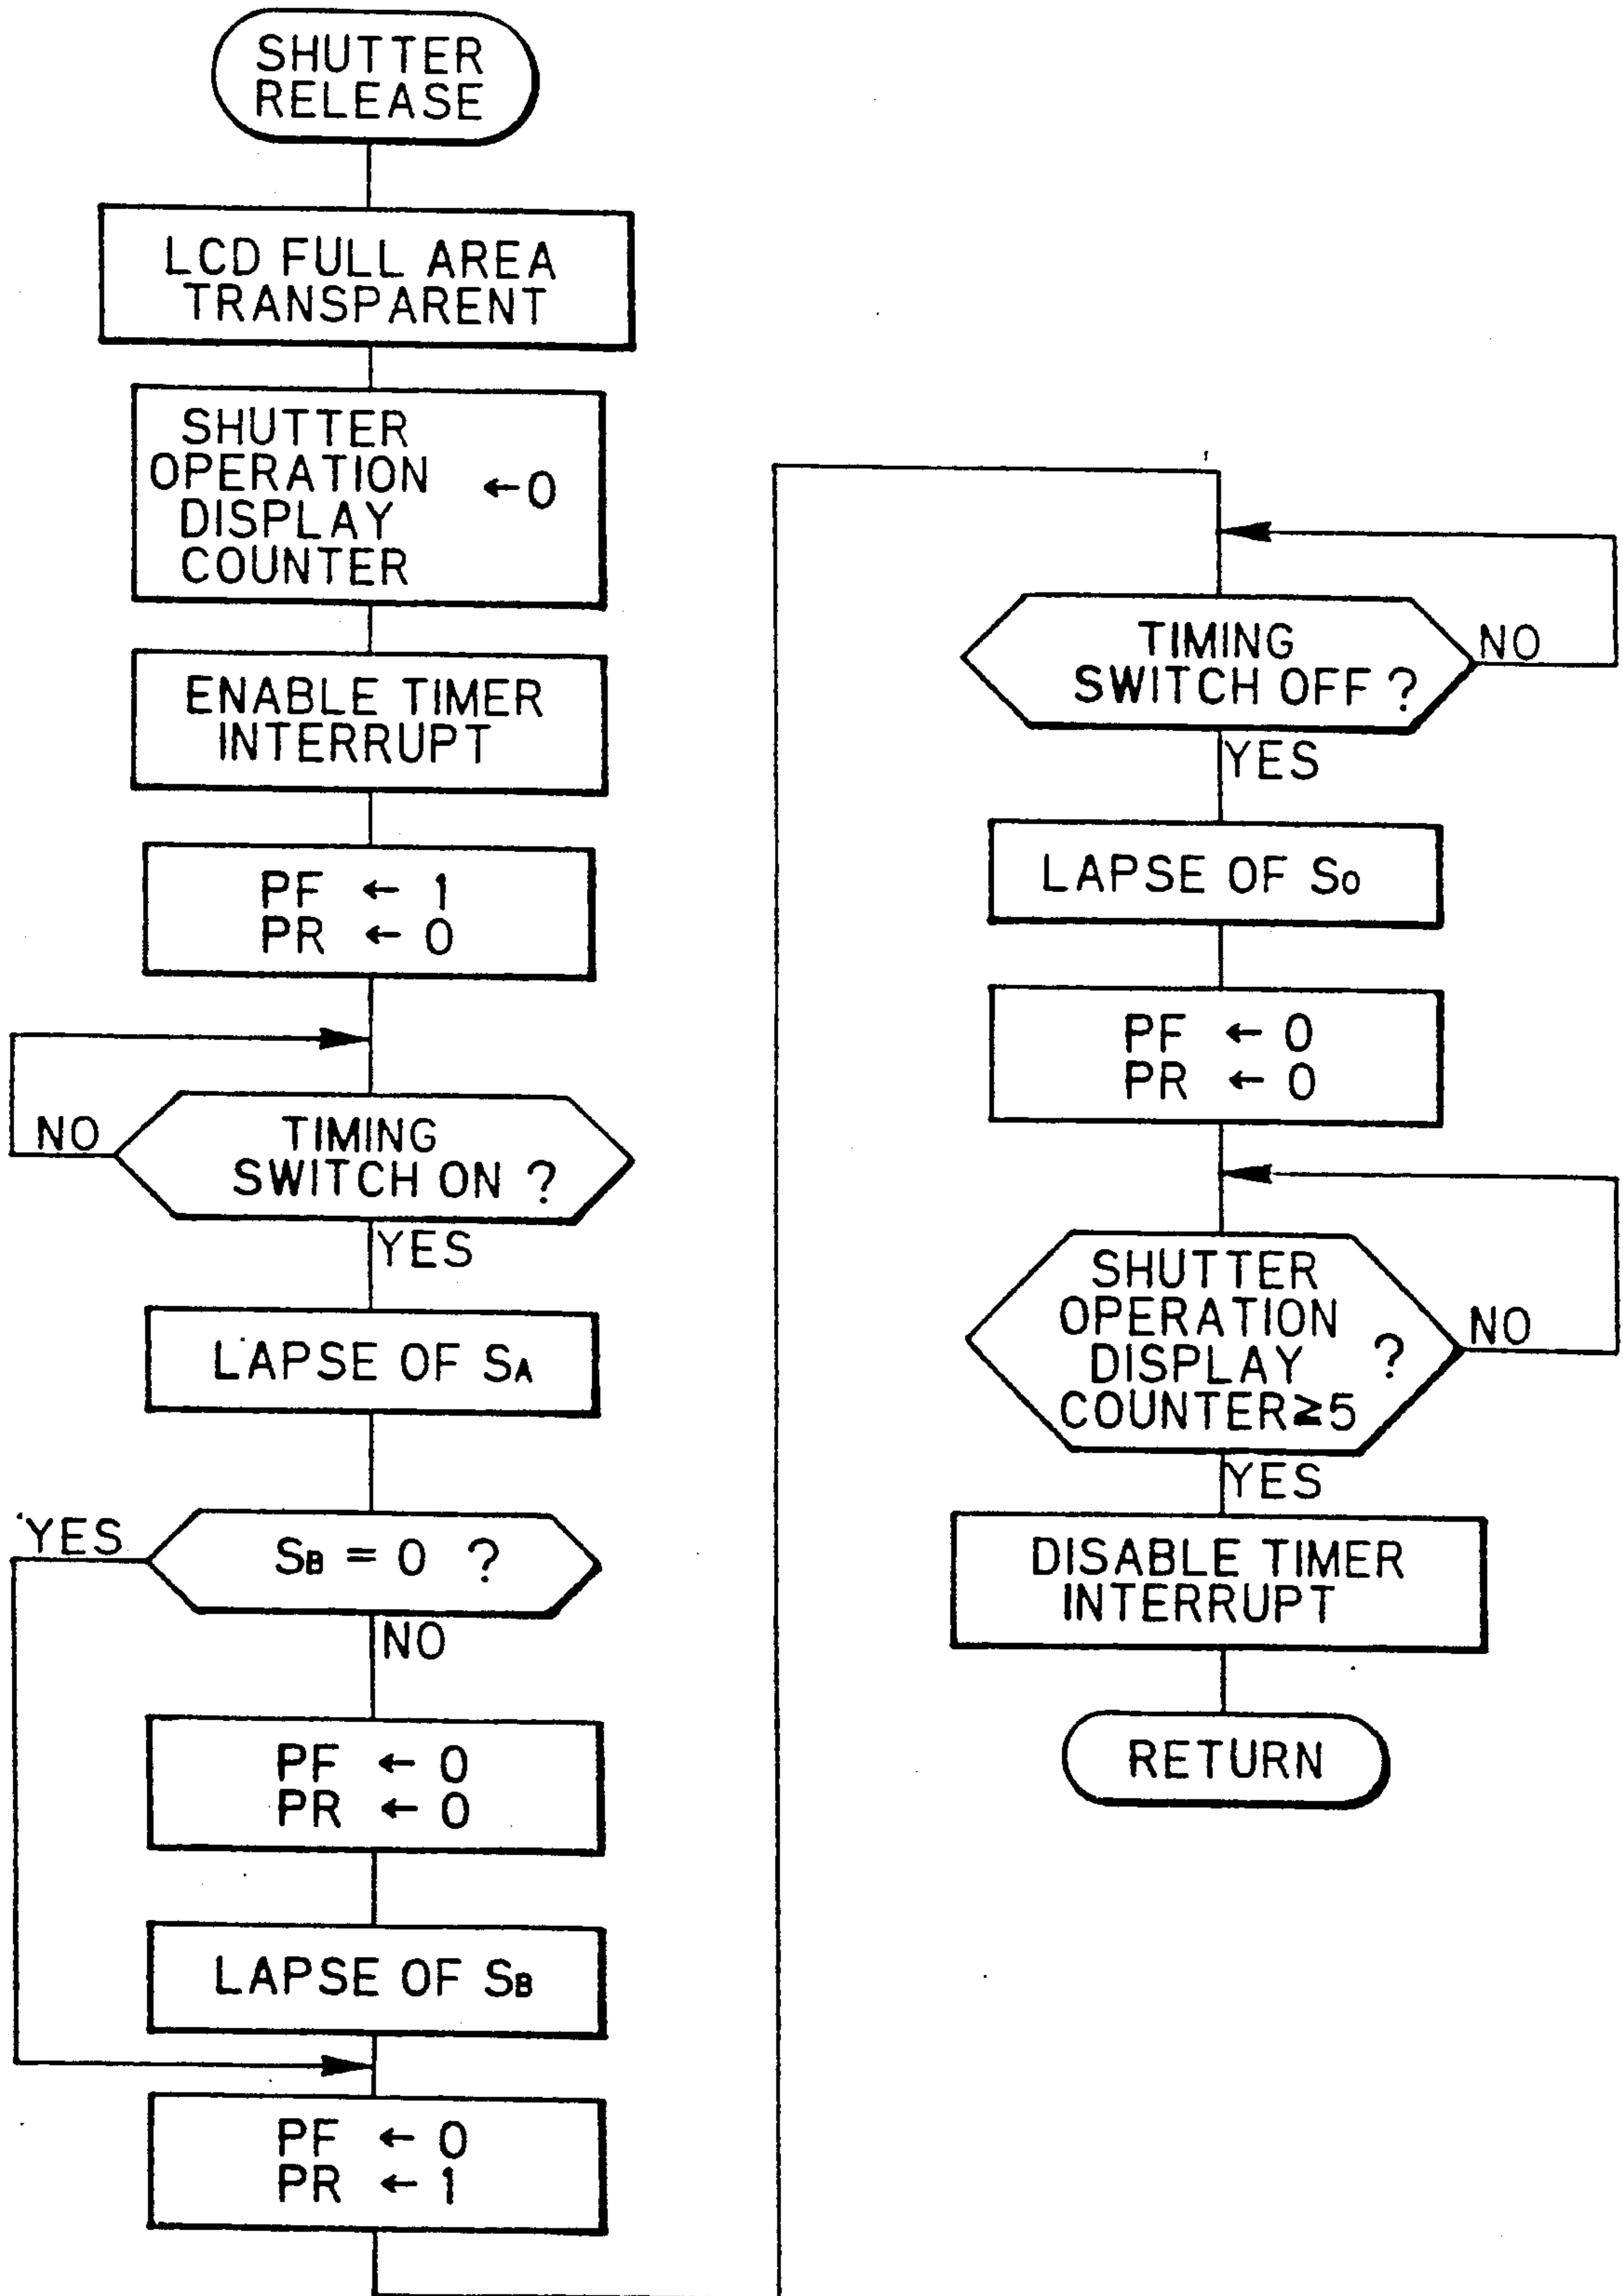 SHUTTER
RELEASE
LCD FULL AREA
TRANSPARENT
SHUTTER
OPERATION ←0
DISPLAY
COUNTER
ENABLE TIMER
INTERRUPT
PF ← 1
PR ← 0
NO
TIMING
SWITCH ON ?
YES
LAPSE OF SA
YES
SB = 0 ?
NO
PF ← 0
PR ← 0
LAPSE OF SB
PF ← 0
PR ← 1
TIMING
SWITCH OFF ?
NO
YES
LAPSE OF S0
PF ← 0
PR ← 0
SHUTTER
OPERATION
DISPLAY ?
COUNTER≧5
NO
YES
DISABLE TIMER
INTERRUPT
RETURN